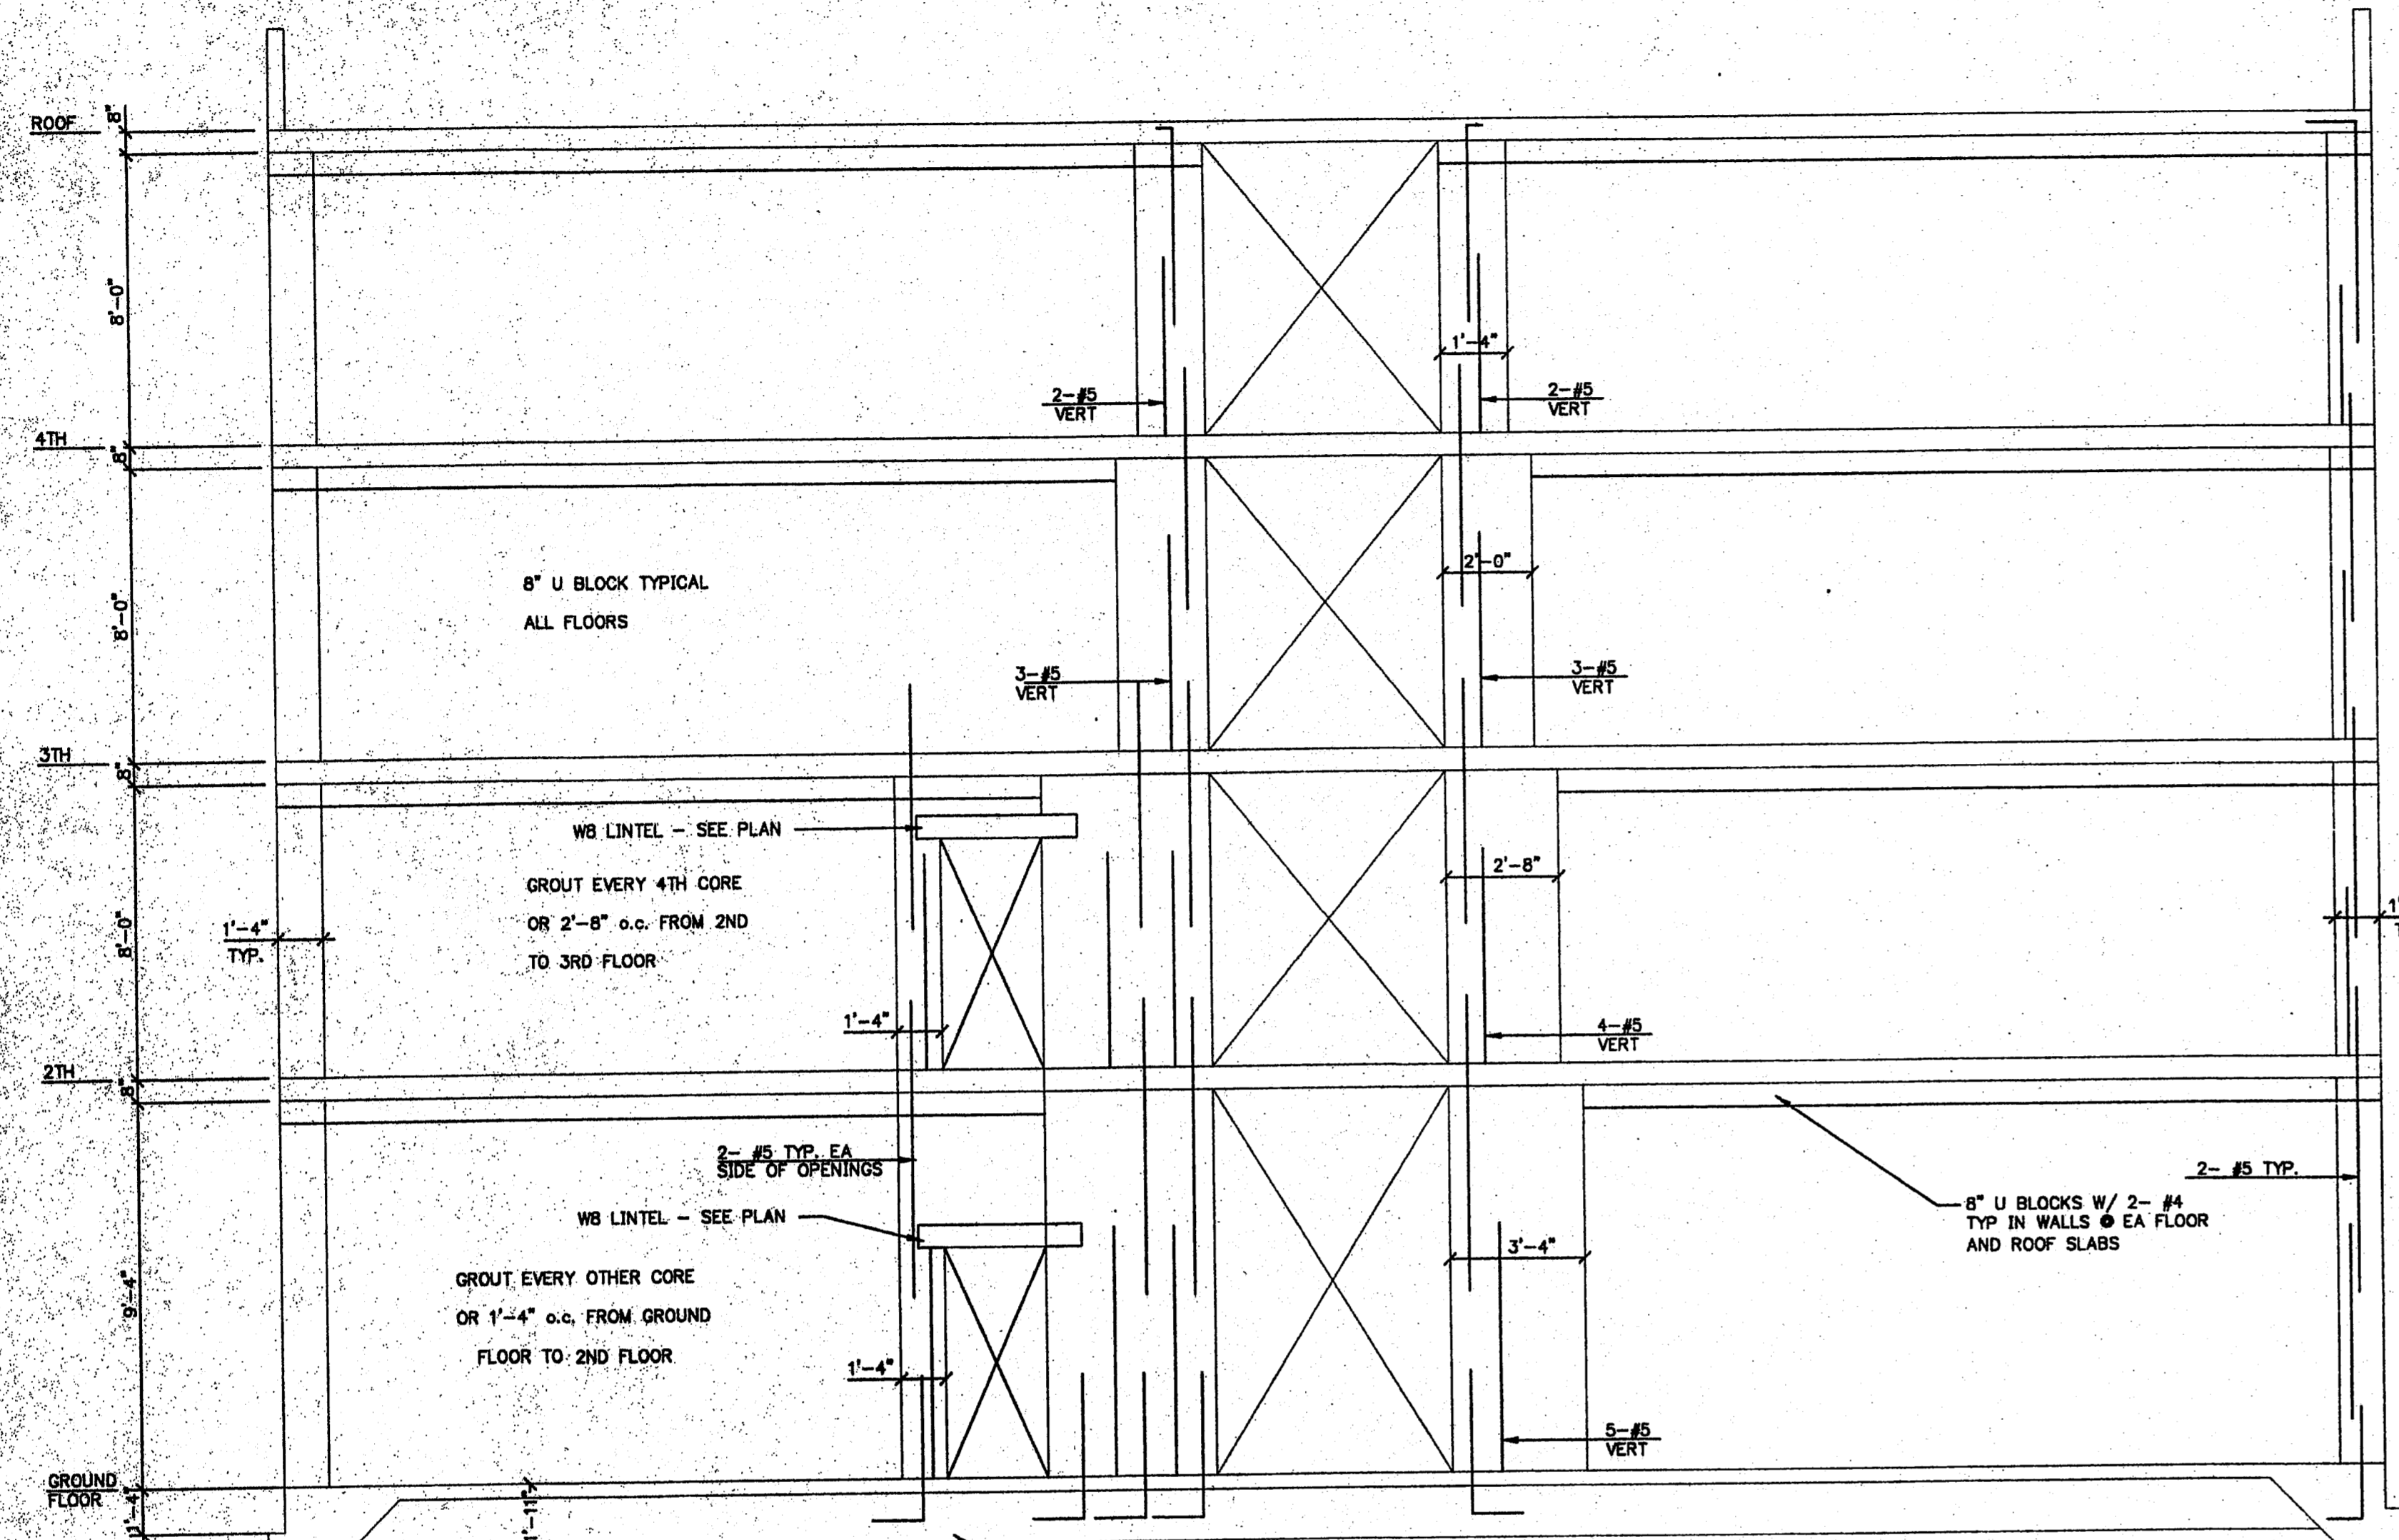 ROOF
8"
8'-0"
1'-4"
2-#5
VERT
2-#5
VERT
4TH
8"
8'-0"
8" U BLOCK TYPICAL
ALL FLOORS
2'-0"
3-#5
VERT
3-#5
VERT
3TH
8"
W8 LINTEL - SEE PLAN
GROUT EVERY 4TH CORE
OR 2'-8" o.c. FROM 2ND
TO 3RD FLOOR
8'-0"
1'-4"
TYP.
2'-8"
1'-4"
4-#5
VERT
2TH
8"
2- #5 TYP. EA
SIDE OF OPENINGS
2- #5 TYP.
8" U BLOCKS W/ 2- #4
TYP IN WALLS @ EA FLOOR
AND ROOF SLABS
W8 LINTEL - SEE PLAN
3'-4"
GROUT EVERY OTHER CORE
OR 1'-4" o.c. FROM GROUND
FLOOR TO 2ND FLOOR
9'-4"
1'-4"
5-#5
VERT
GROUND
FLOOR
1'-4"
1'-11"